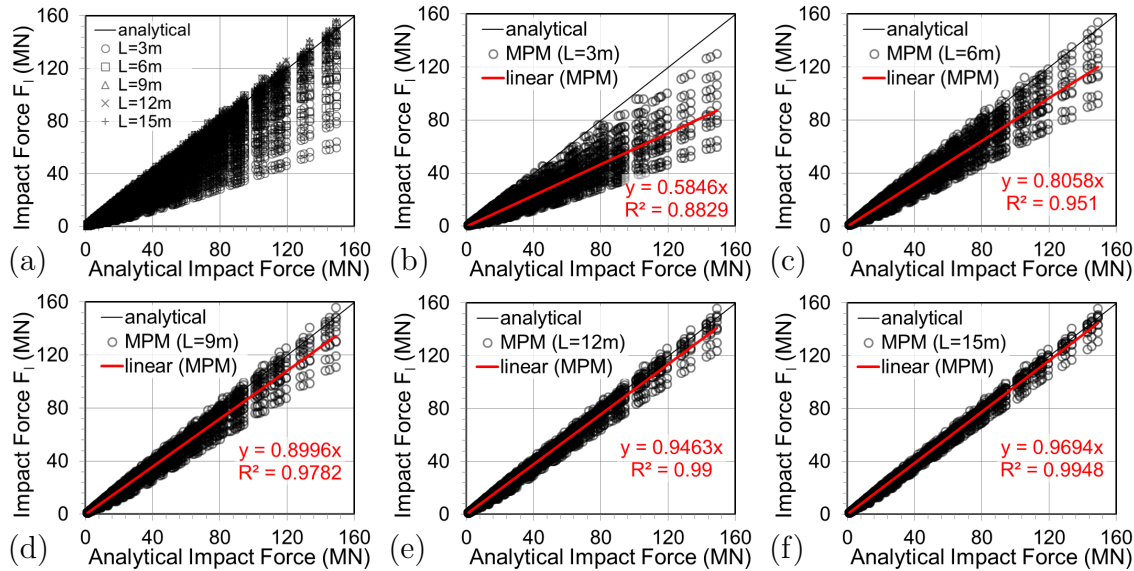 160
120
80
40
0
Impact Force F_I (MN)
analytical
L=3m
L=6m
L=9m
L=12m
L=15m
0 40 80 120 160
(a) Analytical Impact Force (MN)
160
120
80
40
0
Impact Force F_I (MN)
analytical
MPM (L=3m)
linear (MPM)
y = 0.5846x
R² = 0.8829
0 40 80 120 160
(b) Analytical Impact Force (MN)
160
120
80
40
0
Impact Force F_I (MN)
analytical
MPM (L=6m)
linear (MPM)
y = 0.8058x
R² = 0.951
0 40 80 120 160
(c) Analytical Impact Force (MN)
160
120
80
40
0
Impact Force F_I (MN)
analytical
MPM (L=9m)
linear (MPM)
y = 0.8996x
R² = 0.9782
0 40 80 120 160
(d) Analytical Impact Force (MN)
160
120
80
40
0
Impact Force F_I (MN)
analytical
MPM (L=12m)
linear (MPM)
y = 0.9463x
R² = 0.99
0 40 80 120 160
(e) Analytical Impact Force (MN)
160
120
80
40
0
Impact Force F_I (MN)
analytical
MPM (L=15m)
linear (MPM)
y = 0.9694x
R² = 0.9948
0 40 80 120 160
(f) Analytical Impact Force (MN)